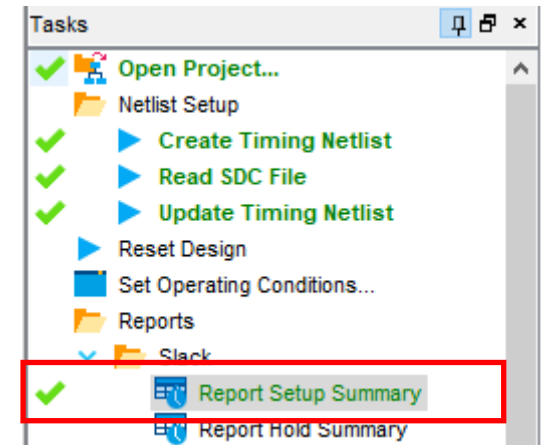 Tasks
Open Project...
Netlist Setup
Create Timing Netlist
Read SDC File
Update Timing Netlist
Reset Design
Set Operating Conditions...
Reports
Slack
Report Setup Summary
Report Hold Summary